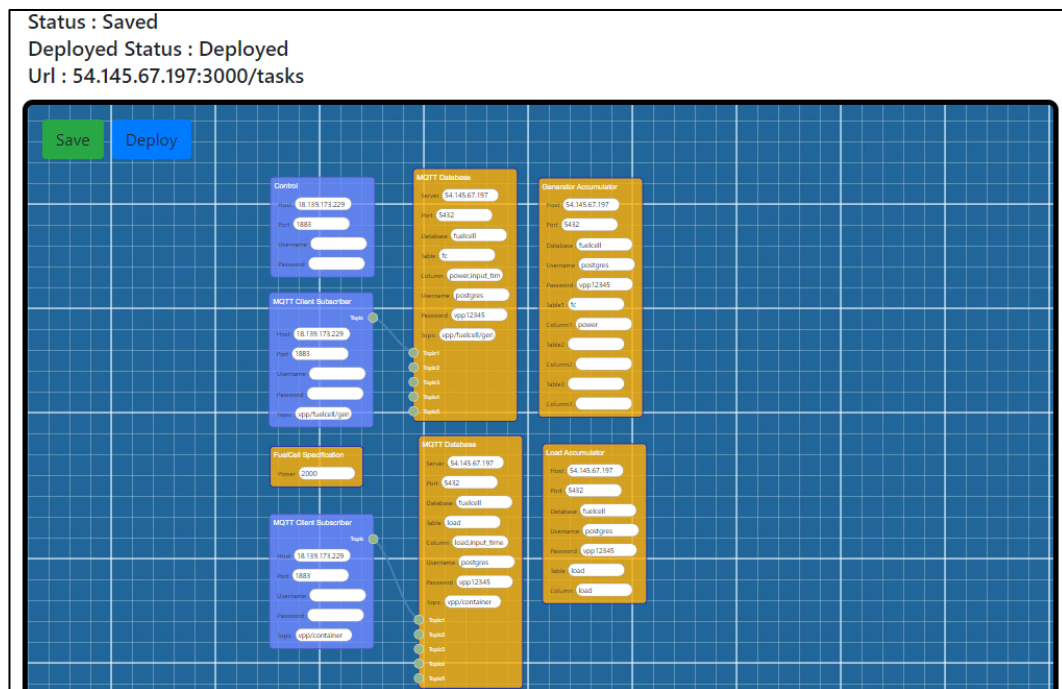 Status : Saved
Deployed Status : Deployed
Url : 54.145.67.197:3000/tasks
Save
Deploy
Control
Host 18.139.173.229
Port 1883
Username
Password
MQTT Client Subscriber
Topic
Host 18.139.173.229
Port 1883
Username
Password
Topic vpp/fuelcell/gen
FuelCell Specification
Power 2000
MQTT Client Subscriber
Topic
Host 18.139.173.229
Port 1883
Username
Password
Topic vpp/container
MQTT Database
Server 54.145.67.197
Port 5432
Database fuelcell
Table fc
Column power,input_tim
Username postgres
Password vpp12345
Topic vpp/fuelcell/gen
Topic1
Topic2
Topic3
Topic4
Topic5
MQTT Database
Server 54.145.67.197
Port 5432
Database fuelcell
Table load
Column load,input_time
Username postgres
Password vpp12345
Topic vpp/container
Topic1
Topic2
Topic3
Topic4
Topic5
Generator Accumulator
Host 54.145.67.197
Port 5432
Database fuelcell
Username postgres
Password vpp12345
Table1 fc
Column1 power
Table2
Column2
Table3
Column3
Load Accumulator
Host 54.145.67.197
Port 5432
Database fuelcell
Username postgres
Password vpp12345
Table load
Column load